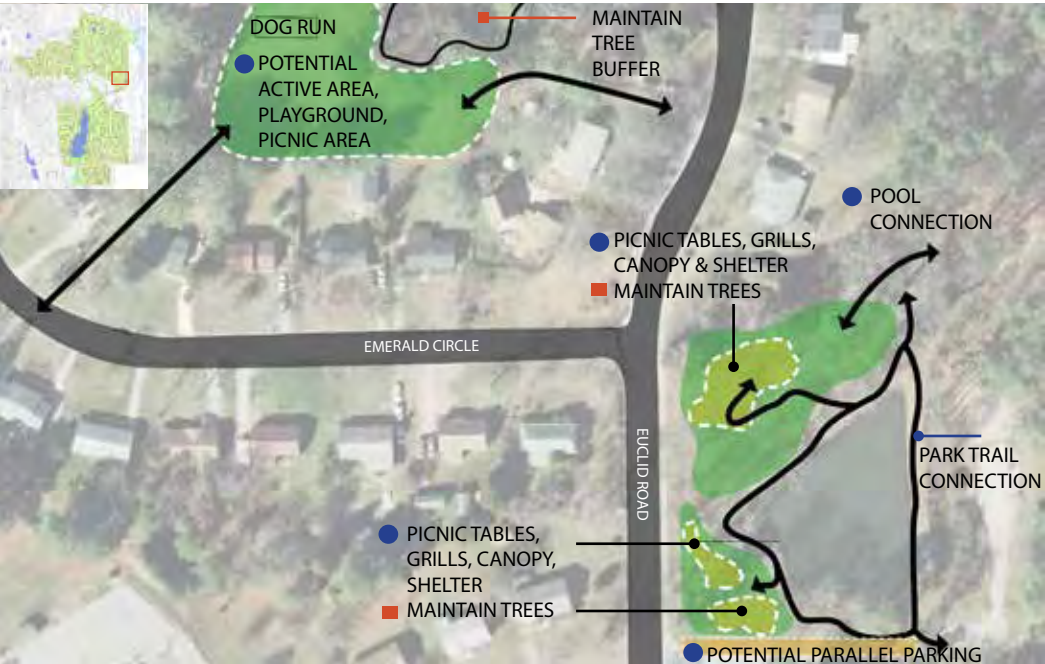 DOG RUN
POTENTIAL
ACTIVE AREA,
PLAYGROUND,
PICNIC AREA
MAINTAIN
TREE
BUFFER
POOL
CONNECTION
PICNIC TABLES, GRILLS,
CANOPY & SHELTER
MAINTAIN TREES
EMERALD CIRCLE
EUCLID ROAD
PARK TRAIL
CONNECTION
PICNIC TABLES,
GRILLS, CANOPY,
SHELTER
MAINTAIN TREES
POTENTIAL PARALLEL PARKING